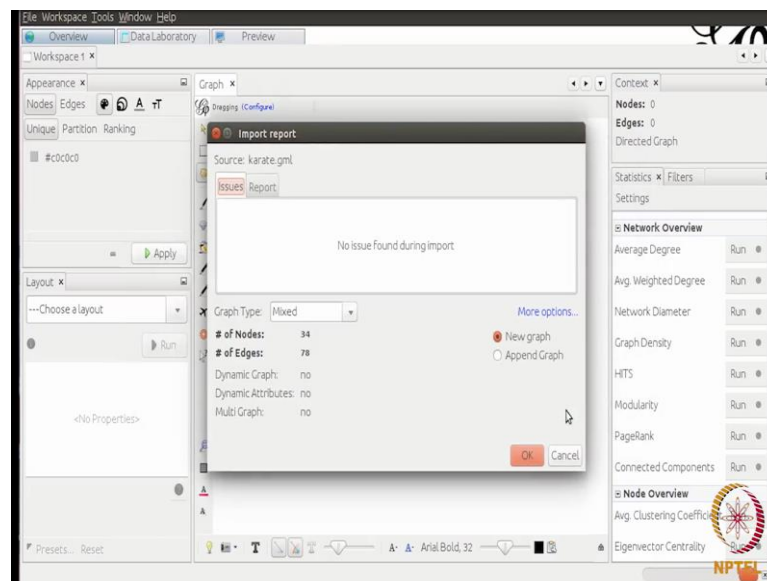 File Workspace Tools Window Help
Overview Data Laboratory Preview
Workspace 1 ×
Appearance ×
Nodes Edges
Unique Partition Ranking
#c0c0c0
Apply
Layout ×
---Choose a layout
Run
<No Properties>
Presets... Reset
Graph ×
Dragging (Configure)
Import report
Source: karate.gml
Issues Report
No issue found during import
Graph Type: Mixed More options...
# of Nodes: 34 New graph
# of Edges: 78 Append Graph
Dynamic Graph: no
Dynamic Attributes: no
Multi Graph: no
OK Cancel
T A- A- Arial Bold, 32
Context ×
Nodes: 0
Edges: 0
Directed Graph
Statistics × Filters
Settings
Network Overview
Average Degree Run
Avg. Weighted Degree Run
Network Diameter Run
Graph Density Run
HITS Run
Modularity Run
PageRank Run
Connected Components Run
Node Overview
Avg. Clustering Coefficient
Eigenvector Centrality Run
NPTEL